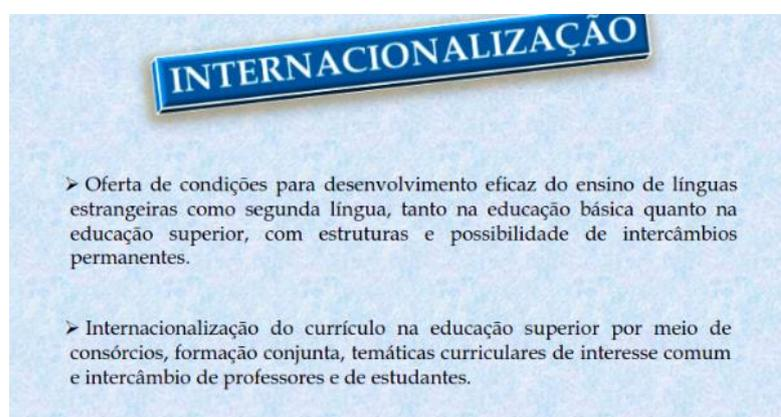 INTERNACIONALIZAÇÃO
➢ Oferta de condições para desenvolvimento eficaz do ensino de línguas
estrangeiras como segunda língua, tanto na educação básica quanto na
educação superior, com estruturas e possibilidade de intercâmbios
permanentes.
➢ Internacionalização do currículo na educação superior por meio de
consórcios, formação conjunta, temáticas curriculares de interesse comum
e intercâmbio de professores e de estudantes.